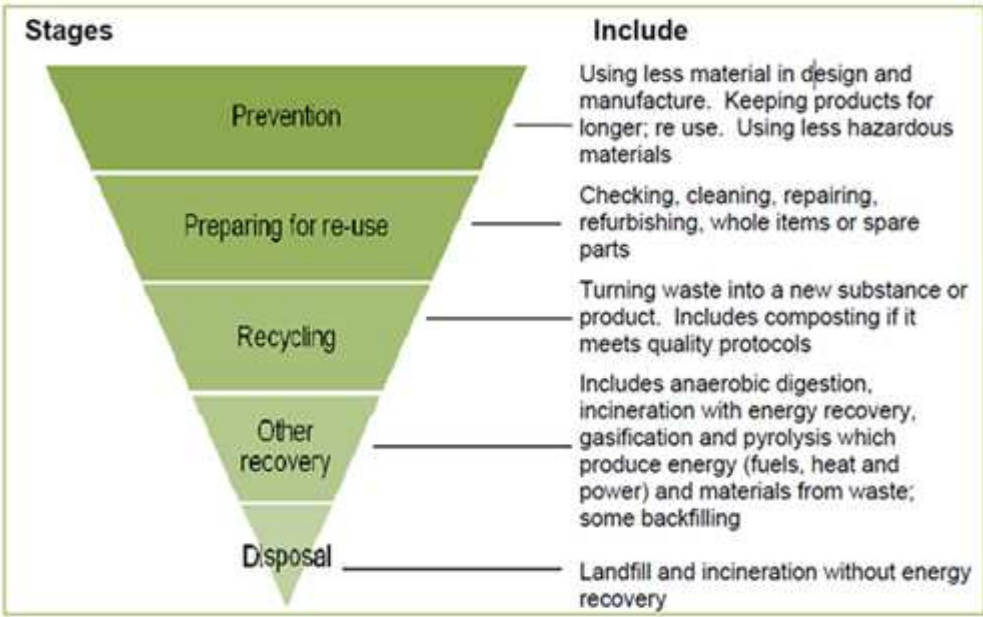 Stages
Include
Prevention
Using less material in design and
manufacture. Keeping products for
longer; re use. Using less hazardous
materials
Preparing for re-use
Checking, cleaning, repairing,
refurbishing, whole items or spare
parts
Recycling
Turning waste into a new substance or
product. Includes composting if it
meets quality protocols
Other
recovery
Includes anaerobic digestion,
incineration with energy recovery,
gasification and pyrolysis which
produce energy (fuels, heat and
power) and materials from waste;
some backfilling
Disposal
Landfill and incineration without energy
recovery